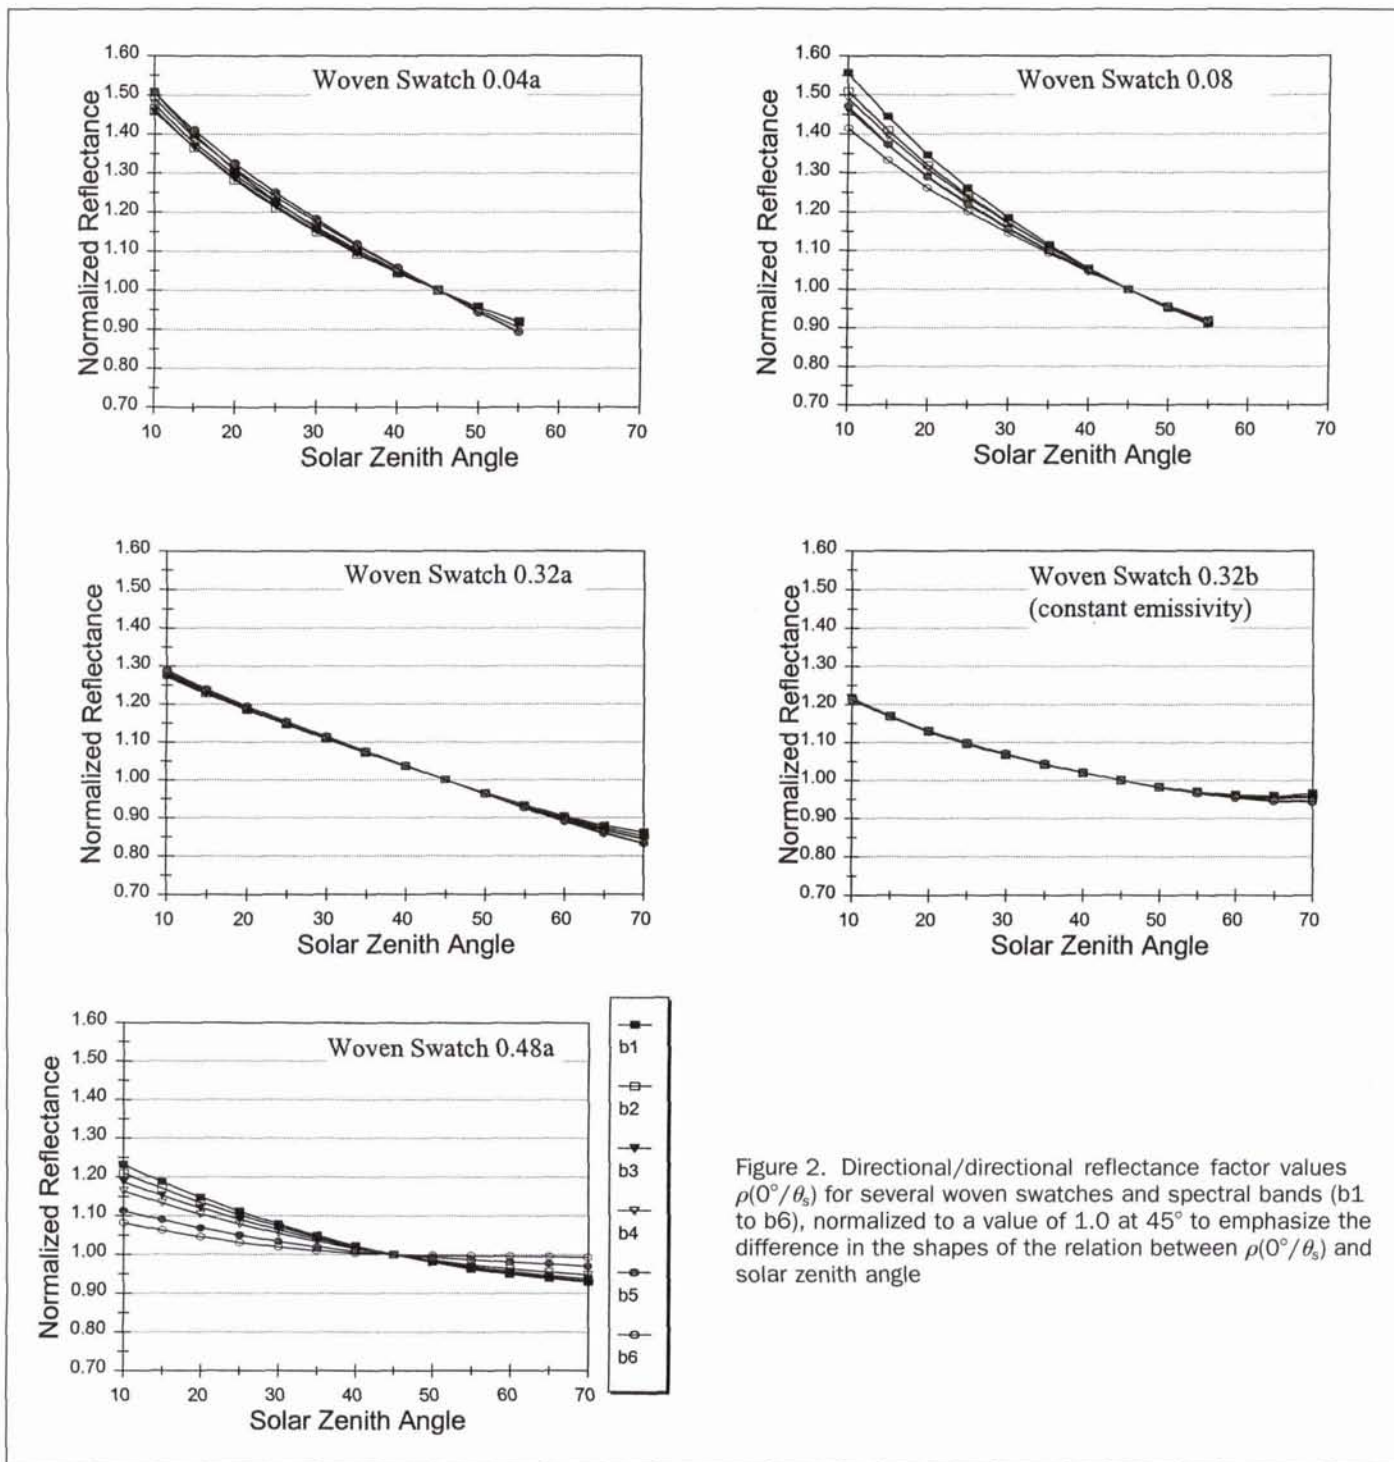 Woven Swatch 0.04a
Normalized Reflectance
1.60
1.50
1.40
1.30
1.20
1.10
1.00
0.90
0.80
0.70
10 20 30 40 50 60 70
Solar Zenith Angle
Woven Swatch 0.08
Normalized Reflectance
1.60
1.50
1.40
1.30
1.20
1.10
1.00
0.90
0.80
0.70
10 20 30 40 50 60 70
Solar Zenith Angle
Woven Swatch 0.32a
Normalized Reflectance
1.60
1.50
1.40
1.30
1.20
1.10
1.00
0.90
0.80
0.70
10 20 30 40 50 60 70
Solar Zenith Angle
Woven Swatch 0.32b
(constant emissivity)
Normalized Reflectance
1.60
1.50
1.40
1.30
1.20
1.10
1.00
0.90
0.80
0.70
10 20 30 40 50 60 70
Solar Zenith Angle
Woven Swatch 0.48a
Normalized Reflectance
1.60
1.50
1.40
1.30
1.20
1.10
1.00
0.90
0.80
0.70
10 20 30 40 50 60 70
Solar Zenith Angle
b1
b2
b3
b4
b5
b6
Figure 2. Directional/directional reflectance factor values
ρ(0°/θs) for several woven swatches and spectral bands (b1
to b6), normalized to a value of 1.0 at 45° to emphasize the
difference in the shapes of the relation between ρ(0°/θs) and
solar zenith angle